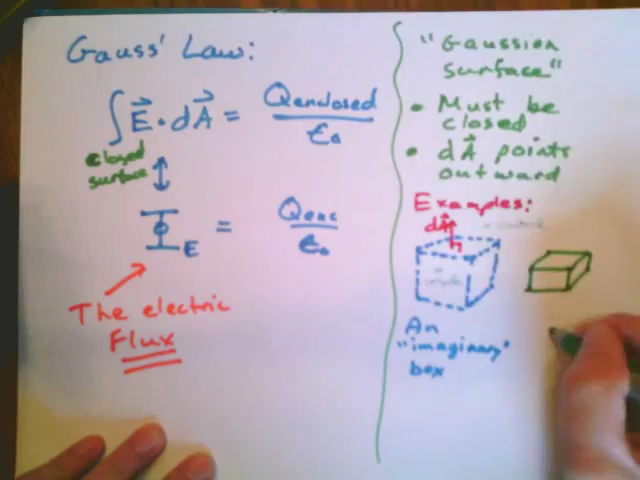 Gauss' Law:
∫E⃗ • dA⃗ = Qenclosed/ε₀
closed
surface
↕
Φ_E = Qenc/ε₀
The electric
Flux
"Gaussian
surface"
• Must be
closed
• dA⃗ points
outward
Examples:
dA⃗
An
"imaginary"
box